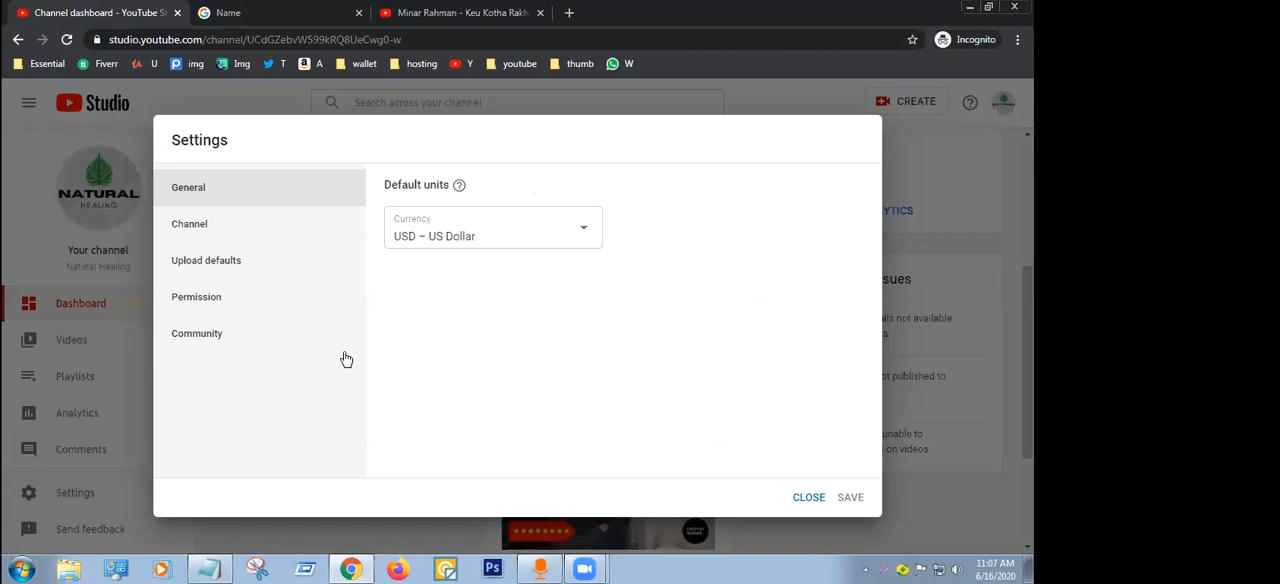 Channel dashboard - YouTube S
Name
Minar Rahman - Keu Kotha Rakh
studio.youtube.com/channel/UCdGZebvW599kRQ8UeCwg0-w
Incognito
Essential
Fiverr
U
img
Img
T
A
wallet
hosting
Y
youtube
thumb
W
Studio
Search across your channel
CREATE
Settings
General
Channel
Upload defaults
Permission
Community
Default units
Currency
USD – US Dollar
CLOSE
SAVE
NATURAL
HEALING
Your channel
Natural Healing
Dashboard
Videos
Playlists
Analytics
Comments
Settings
Send feedback
YTICS
ues
als not available
s
ot published to
unable to
on videos
Ps
11:07 AM
6/16/2020